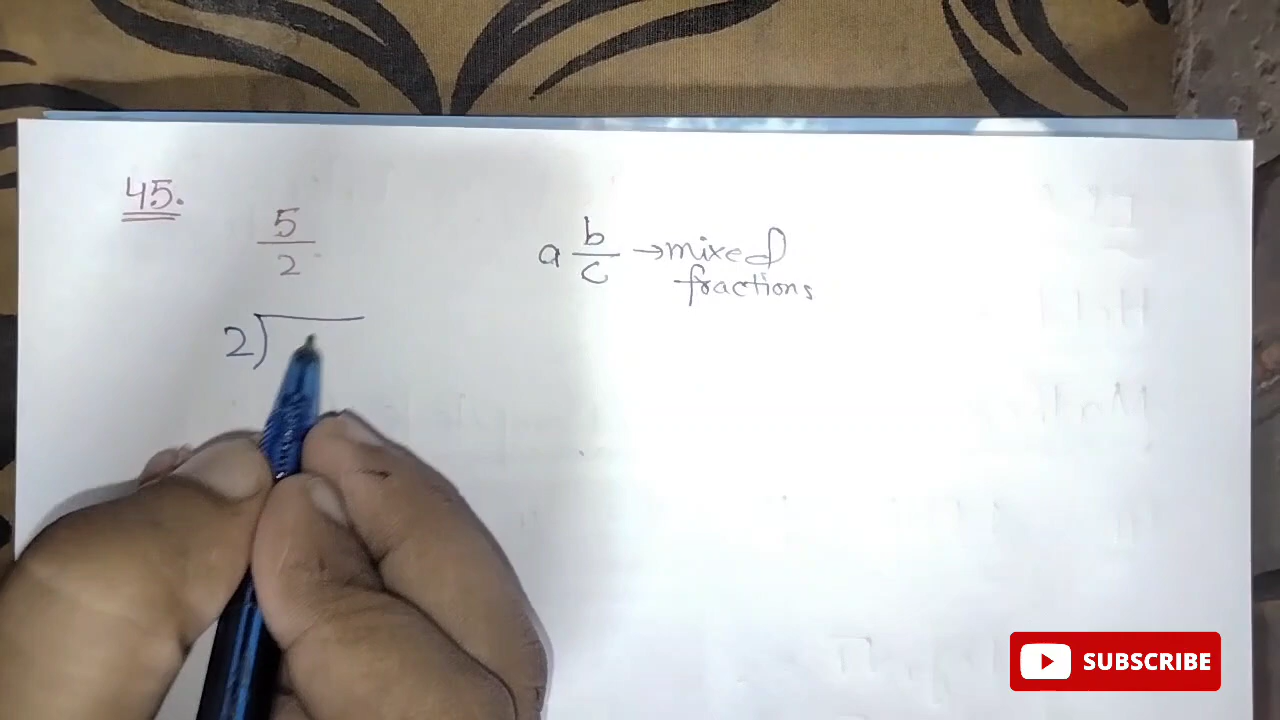 45.
5
2
a b/c → mixed
fractions
2)
SUBSCRIBE